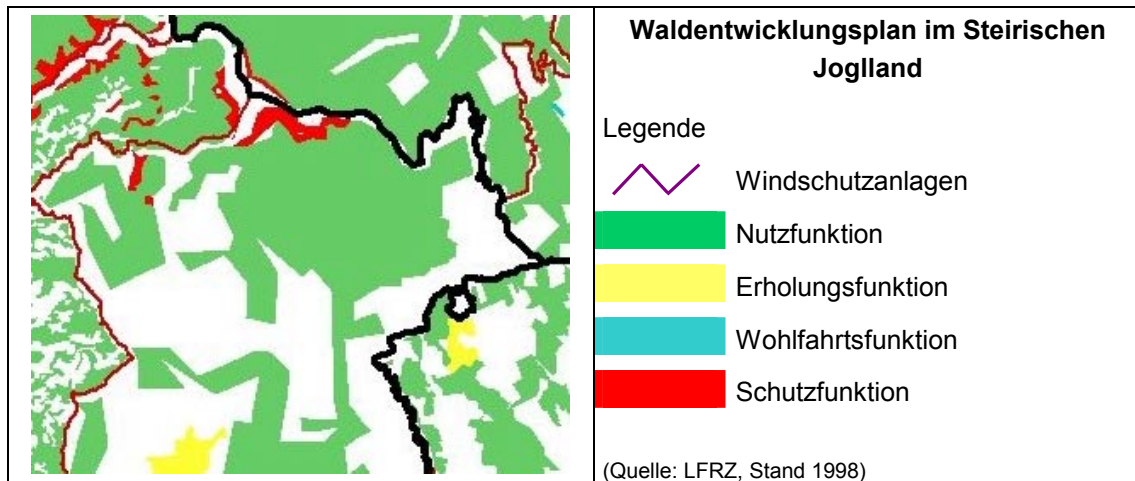 Waldentwicklungsplan im Steirischen
Joglland
Legende
Windschutzanlagen
Nutzfunktion
Erholungsfunktion
Wohlfahrtsfunktion
Schutzfunktion
(Quelle: LFRZ, Stand 1998)